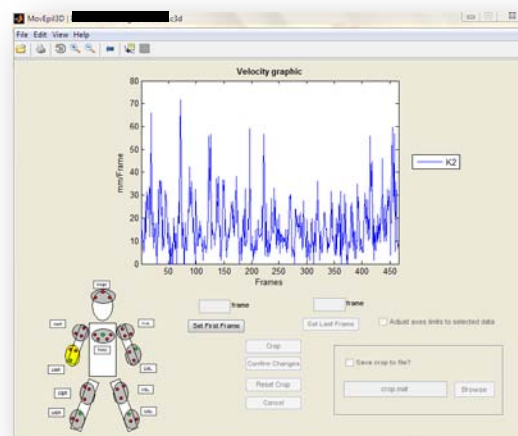 MovEpil3D |
.c3d
File Edit View Help
Velocity graphic
80
70
60
50
40
30
20
10
0
mm/Frame
50 100 150 200 250 300 350 400 450
Frames
K2
frame
frame
Set First Frame
Set Last Frame
Adjust axes limits to selected data
Crop
Confirm Changes
Reset Crop
Cancel
Save crop to file?
crop.mat
Browse